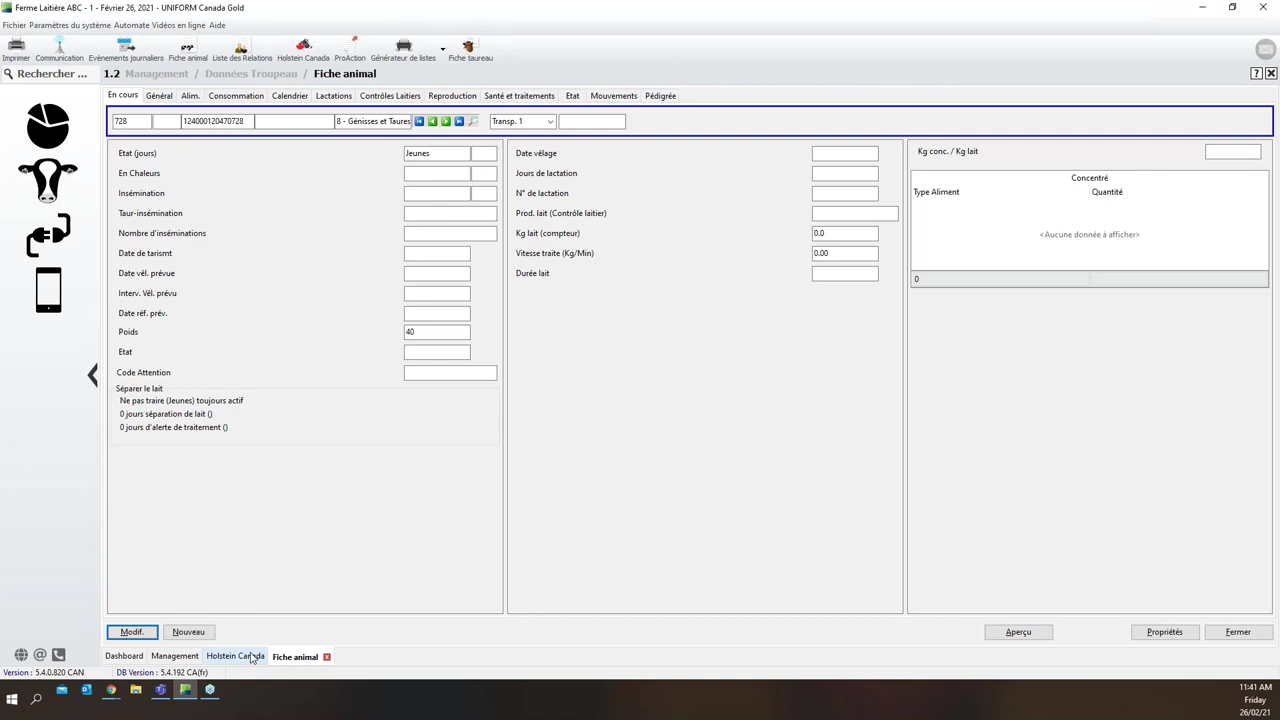 Ferme Laitière ABC - 1 - Février 26, 2021 - UNIFORM Canada Gold
Fichier Paramètres du système Automate Vidéos en ligne Aide
Imprimer Communication Evénements journaliers Fiche animal Liste des Relations Holstein Canada ProAction Générateur de listes Fiche taureau
Rechercher ... 1.2 Management / Données Troupeau / Fiche animal
En cours Général Alim. Consommation Calendrier Lactations Contrôles Laitiers Reproduction Santé et traitements Etat Mouvements Pédigrée
728 124000120470728 8 - Génisses et Taures Transp. 1
Etat (jours) Jeunes
En Chaleurs
Insémination
Taur-insémination
Nombre d'inséminations
Date de tarismt
Date vél. prévue
Interv. Vél. prévu
Date réf. prév.
Poids 40
Etat
Code Attention
Séparer le lait
Ne pas traire (Jeunes) toujours actif
0 jours séparation de lait ()
0 jours d'alerte de traitement ()
Date vêlage
Jours de lactation
N° de lactation
Prod. lait (Contrôle laitier)
Kg lait (compteur) 0.0
Vitesse traite (Kg/Min) 0.00
Durée lait
Kg conc. / Kg lait
Concentré
Type Aliment Quantité
<Aucune donnée à afficher>
0
Modif. Nouveau Aperçu Propriétés Fermer
Dashboard Management Holstein Canada Fiche animal
Version : 5.4.0.820 CAN DB Version : 5.4.192 CA(fr)
11:41 AM
Friday
26/02/21